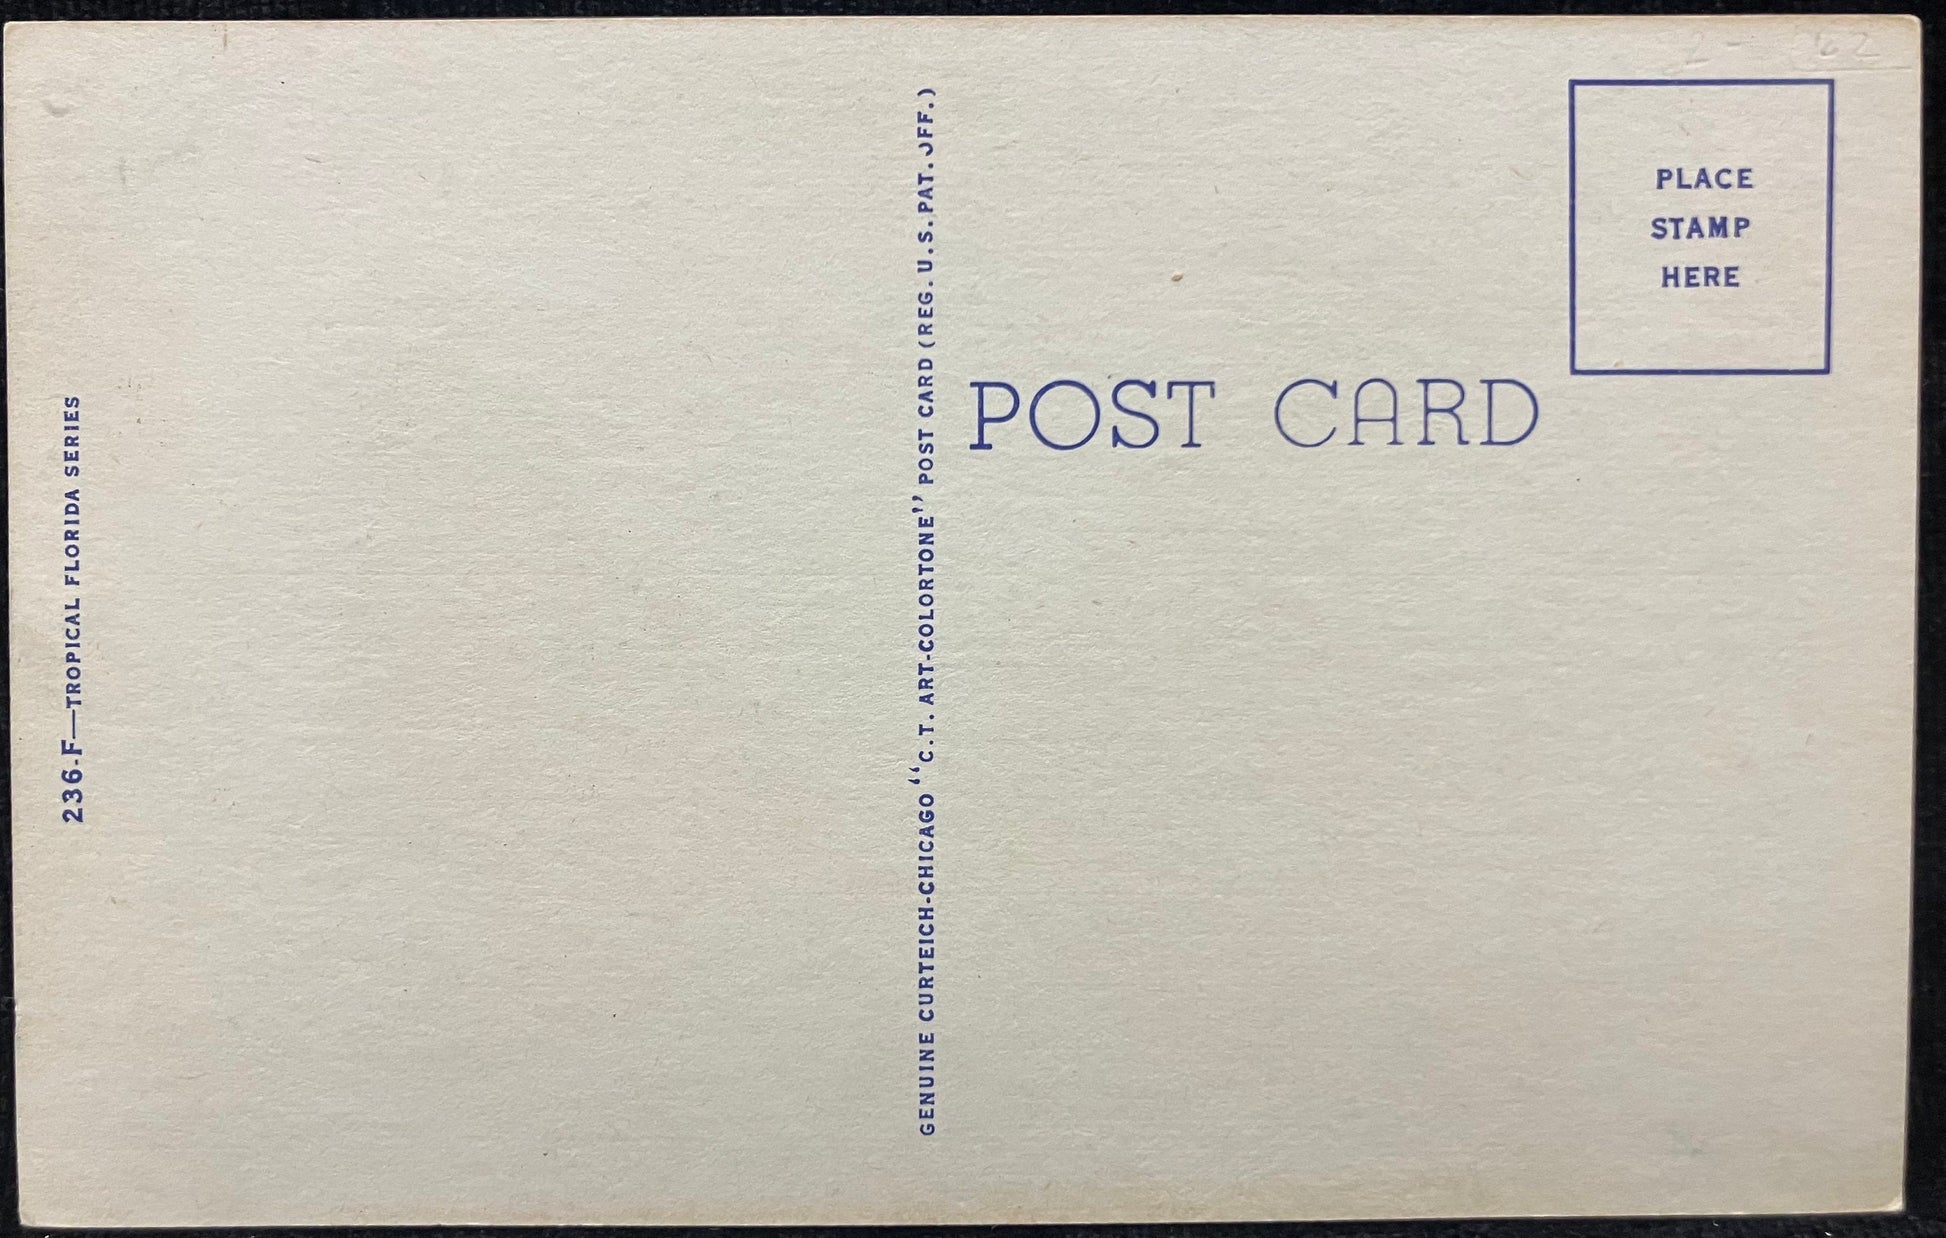 236-F—TROPICAL FLORIDA SERIES
GENUINE CURTEICH-CHICAGO "C.T. ART-COLORTONE" POST CARD (REG. U.S. PAT. OFF.)
POST CARD
PLACE
STAMP
HERE